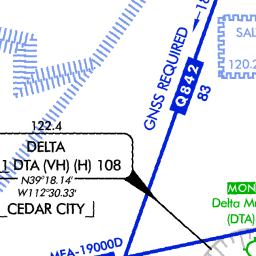 GNSS REQUIRED
Q842
83
SAL
120.2
122.4
DELTA
1 DTA (VH) (H) 108
N39°18.14'
W112°30.33'
CEDAR CITY
MON
Delta Mu
(DTA)
MEA-19000D